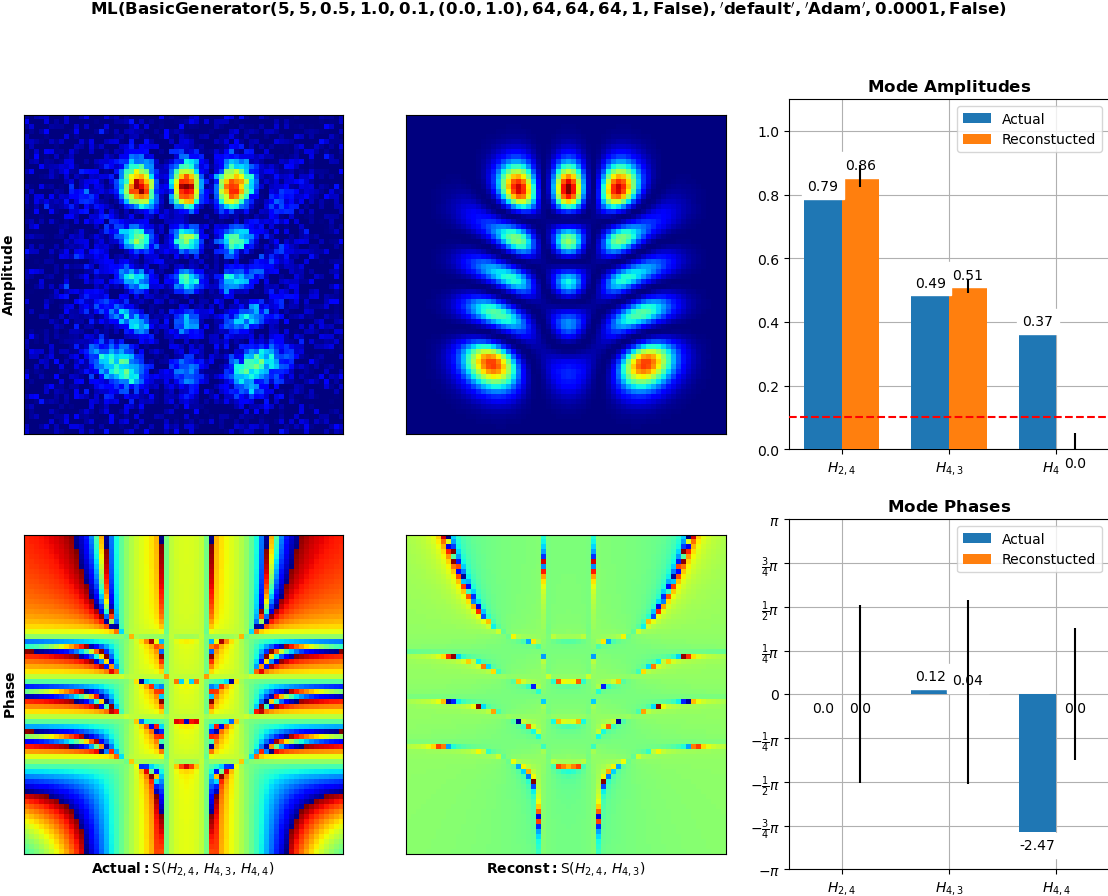 ML(BasicGenerator(5, 5, 0.5, 1.0, 0.1, (0.0, 1.0), 64, 64, 64, 1, False), ′default′, ′Adam′, 0.0001, False)
Amplitude
Mode Amplitudes
Actual
Reconstucted
1.0
0.8
0.6
0.4
0.2
0.0
0.79
0.86
0.49
0.51
0.37
0.0
H2,4
H4,3
H4
Phase
Actual: S(H2,4, H4,3, H4,4)
Reconst: S(H2,4, H4,3)
Mode Phases
Actual
Reconstucted
π
3/4π
1/2π
1/4π
0
−1/4π
−1/2π
−3/4π
−π
0.0
0.0
0.12
0.04
-2.47
0.0
H2,4
H4,3
H4,4